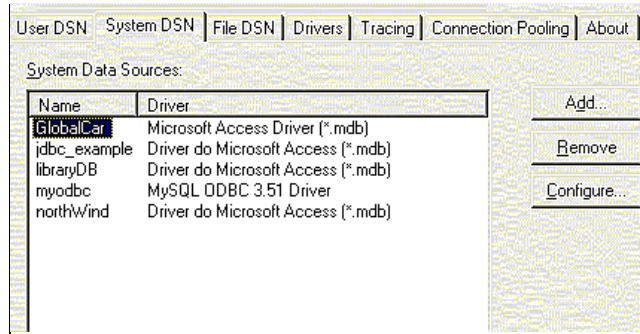 User DSN System DSN File DSN Drivers Tracing Connection Pooling About
System Data Sources:
Name Driver
GlobalCar Microsoft Access Driver (*.mdb)
jdbc_example Driver do Microsoft Access (*.mdb)
libraryDB Driver do Microsoft Access (*.mdb)
myodbc MySQL ODBC 3.51 Driver
northWind Driver do Microsoft Access (*.mdb)
Add...
Remove
Configure...